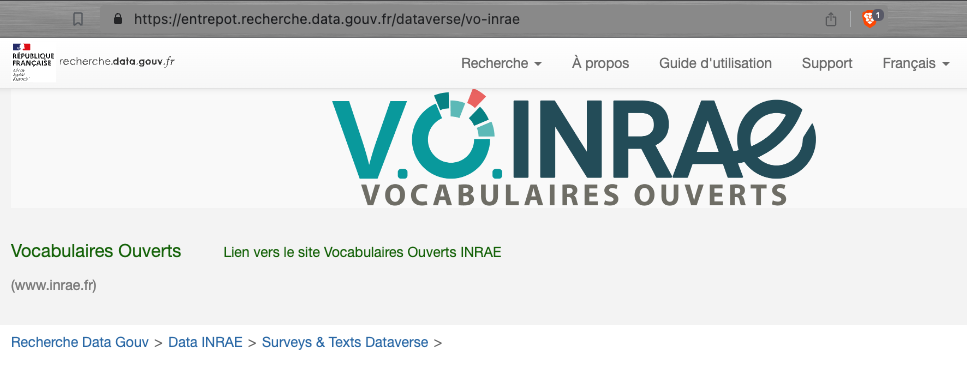 https://entrepot.recherche.data.gouv.fr/dataverse/vo-inrae
1
RÉPUBLIQUE
FRANÇAISE
recherche.data.gouv.fr
Recherche
À propos
Guide d'utilisation
Support
Français
V.O.INRAE
VOCABULAIRES OUVERTS
Vocabulaires Ouverts
Lien vers le site Vocabulaires Ouverts INRAE
(www.inrae.fr)
Recherche Data Gouv > Data INRAE > Surveys & Texts Dataverse >